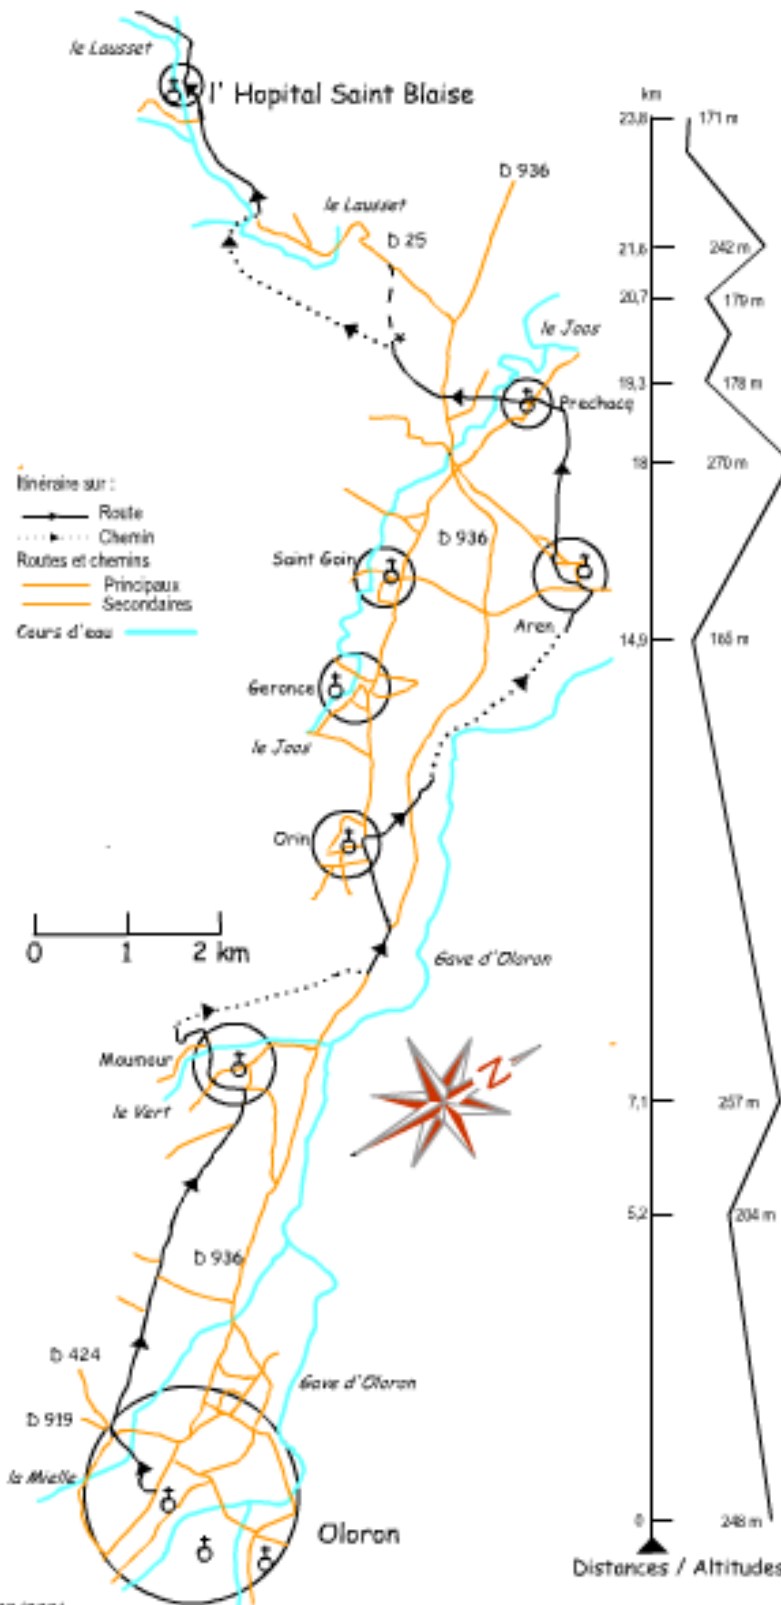 le Lausset
l' Hopital Saint Blaise
km
23,8
171 m
D 936
le Lausset
D 25
21,6
242 m
20,7
179 m
le Joos
19,3
178 m
Prechacq
18
270 m
Itinéraire sur :
Route
Chemin
Routes et chemins
Principaux
Secondaires
Cours d'eau
D 936
Saint Goin
Aren
14,9
165 m
Geronce
le Joos
Orin
0 1 2 km
Gave d'Oloron
Moumour
N
le Vert
7,1
257 m
5,2
204 m
D 936
D 424
Gave d'Oloron
D 919
la Mielle
Oloron
0
248 m
Distances / Altitudes